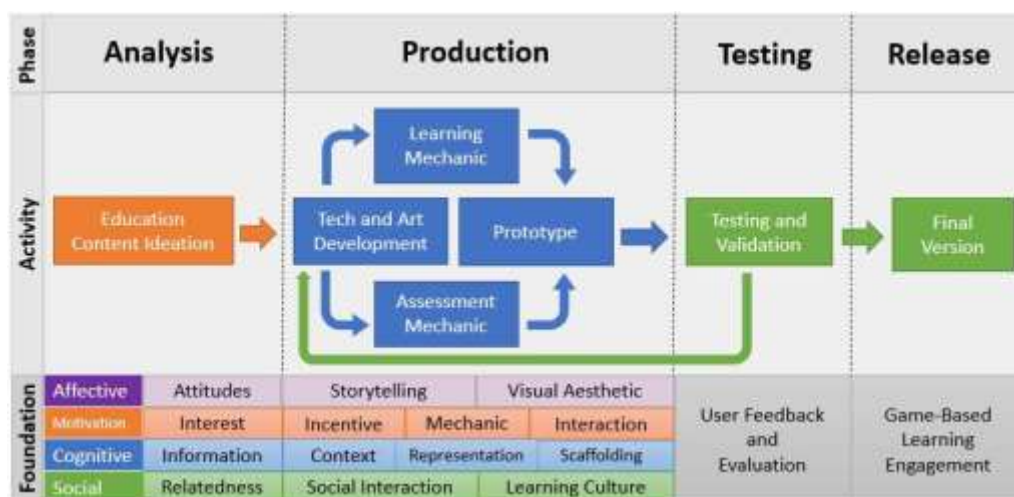 Phase
Analysis
Production
Testing
Release
Activity
Education
Content Ideation
Learning
Mechanic
Tech and Art
Development
Prototype
Assessment
Mechanic
Testing and
Validation
Final
Version
Foundation
Affective
Attitudes
Storytelling
Visual Aesthetic
Motivation
Interest
Incentive
Mechanic
Interaction
Cognitive
Information
Context
Representation
Scaffolding
Social
Relatedness
Social Interaction
Learning Culture
User Feedback
and
Evaluation
Game-Based
Learning
Engagement